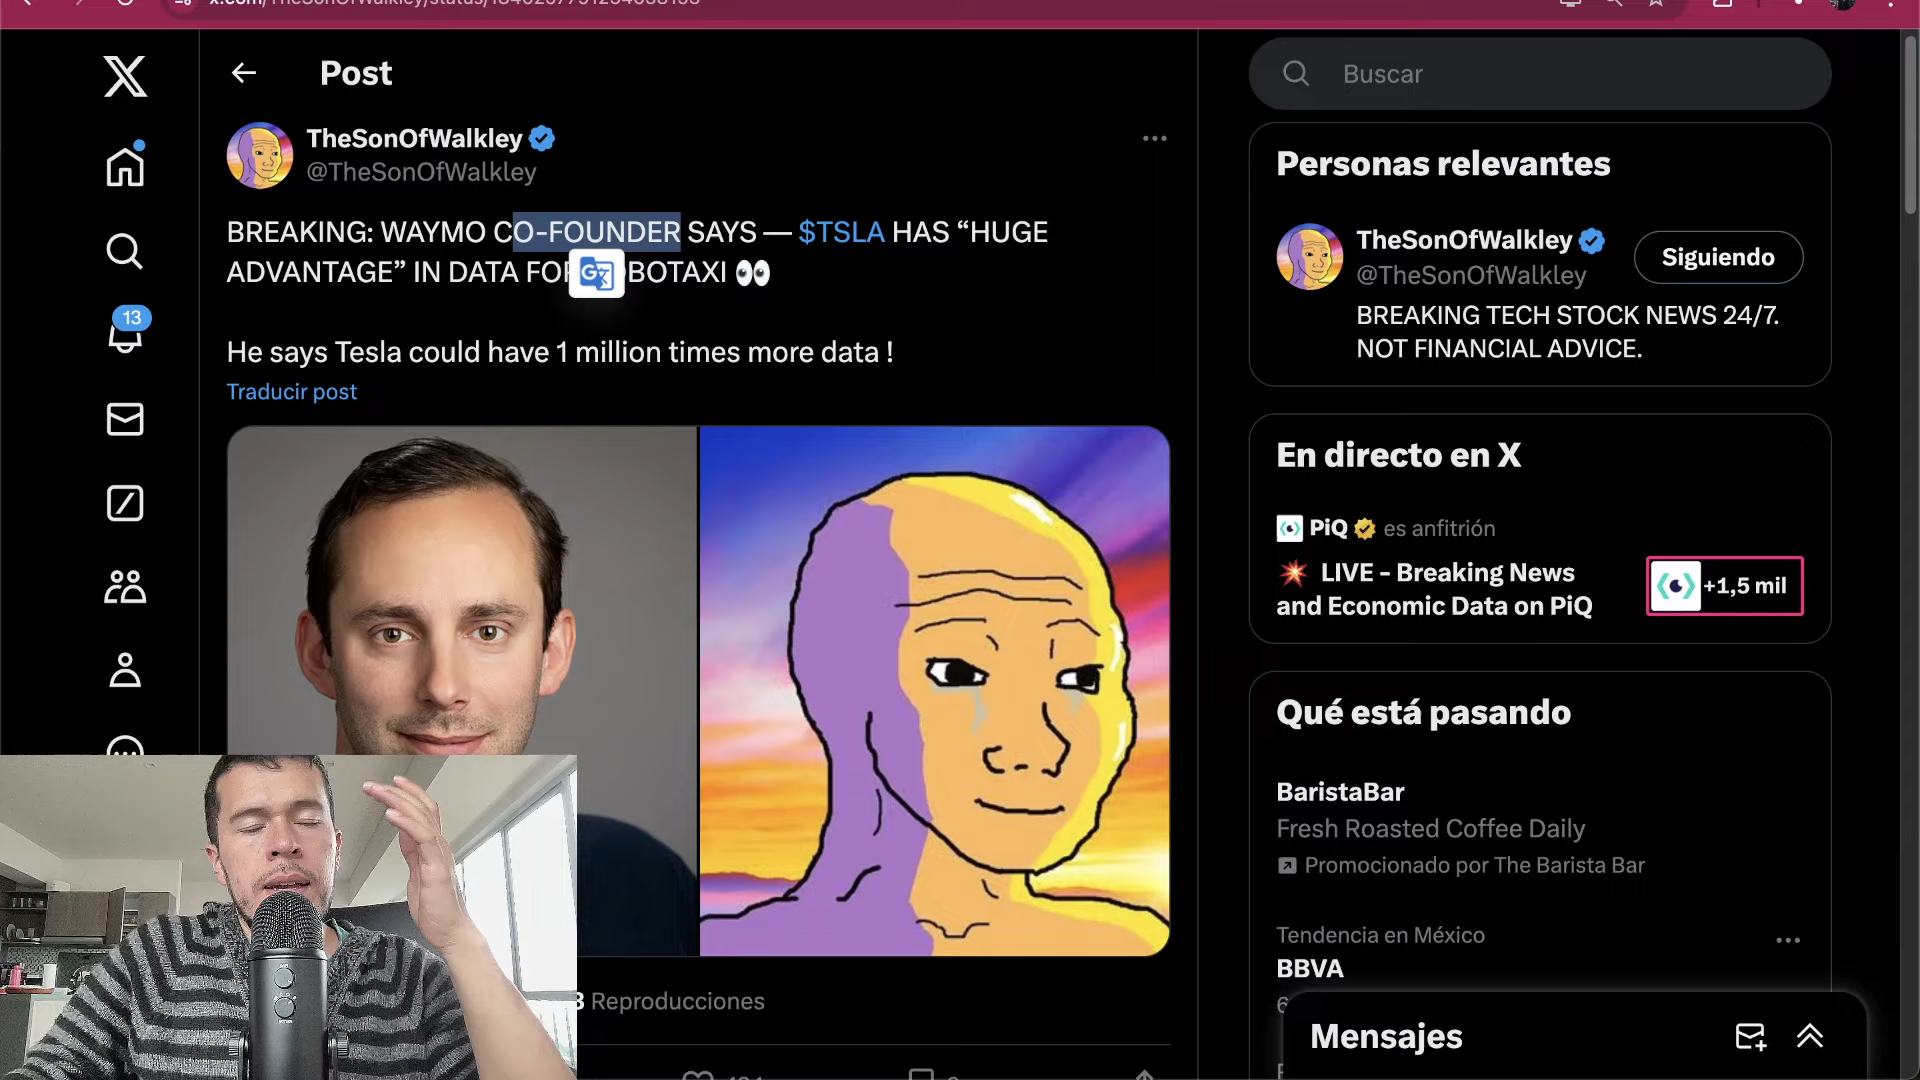 Post
Buscar
TheSonOfWalkley
@TheSonOfWalkley
BREAKING: WAYMO CO-FOUNDER SAYS — $TSLA HAS “HUGE
ADVANTAGE” IN DATA FOR BOTAXI 👀
He says Tesla could have 1 million times more data !
Traducir post
Reproducciones
13
Personas relevantes
TheSonOfWalkley
@TheSonOfWalkley
Siguiendo
BREAKING TECH STOCK NEWS 24/7.
NOT FINANCIAL ADVICE.
En directo en X
PiQ es anfitrión
💥 LIVE - Breaking News
and Economic Data on PiQ
+1,5 mil
Qué está pasando
BaristaBar
Fresh Roasted Coffee Daily
Promocionado por The Barista Bar
Tendencia en México
BBVA
Mensajes